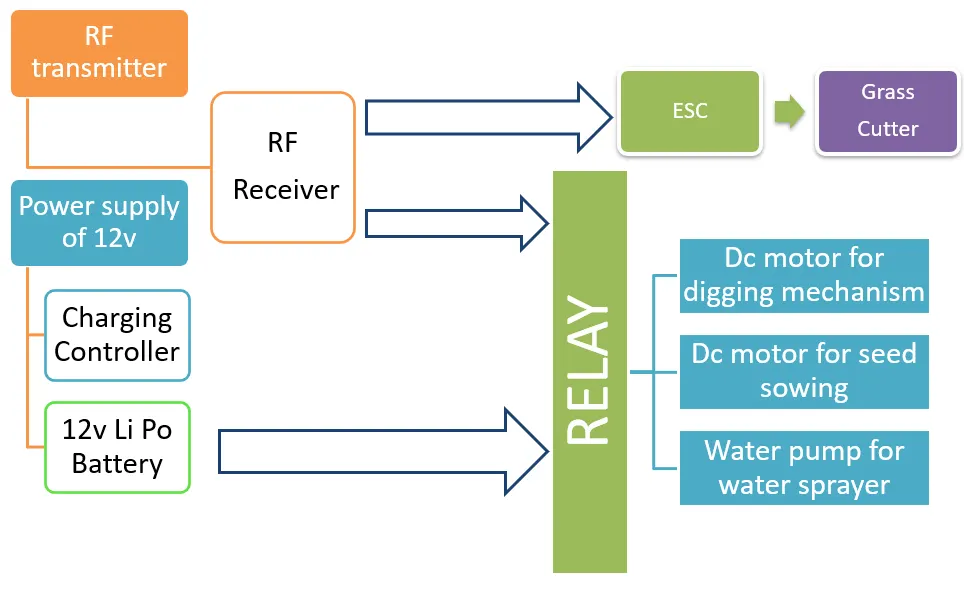 RF
transmitter
RF
Receiver
ESC
Grass
Cutter
Power supply
of 12v
Charging
Controller
12v Li Po
Battery
RELAY
Dc motor for
digging mechanism
Dc motor for seed
sowing
Water pump for
water sprayer